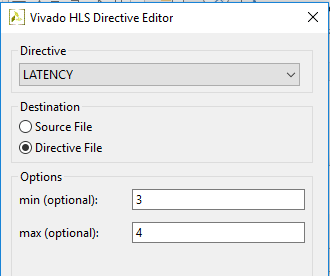 Vivado HLS Directive Editor
Directive
LATENCY
Destination
Source File
Directive File
Options
min (optional): 3
max (optional): 4